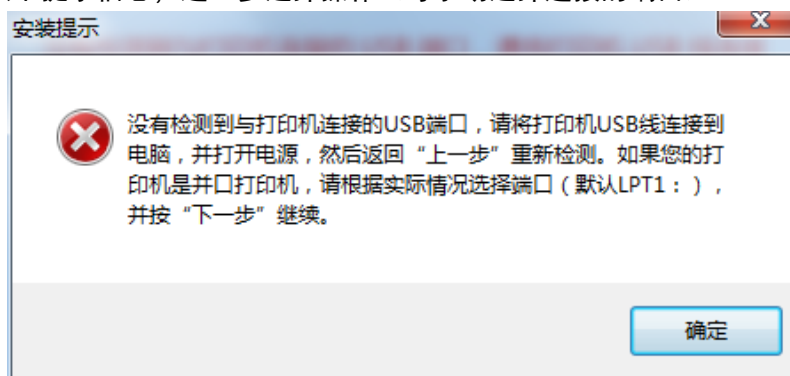 安装提示
没有检测到与打印机连接的USB端口，请将打印机USB线连接到
电脑，并打开电源，然后返回“上一步”重新检测。如果您的打
印机是并口打印机，请根据实际情况选择端口（默认LPT1：），
并按“下一步”继续。
确定